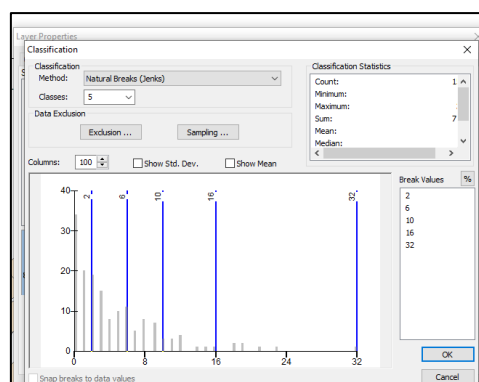 Layer Properties
Classification
Classification
Method: Natural Breaks (Jenks)
Classes: 5
Data Exclusion
Exclusion ... Sampling ...
Classification Statistics
Count: 1
Minimum:
Maximum:
Sum: 7
Mean:
Median:
Columns: 100 Show Std. Dev. Show Mean
Break Values %
2
6
10
16
32
40
30
20
10
0
2 6 10 16 32
0 8 16 24 32
Snap breaks to data values
OK
Cancel